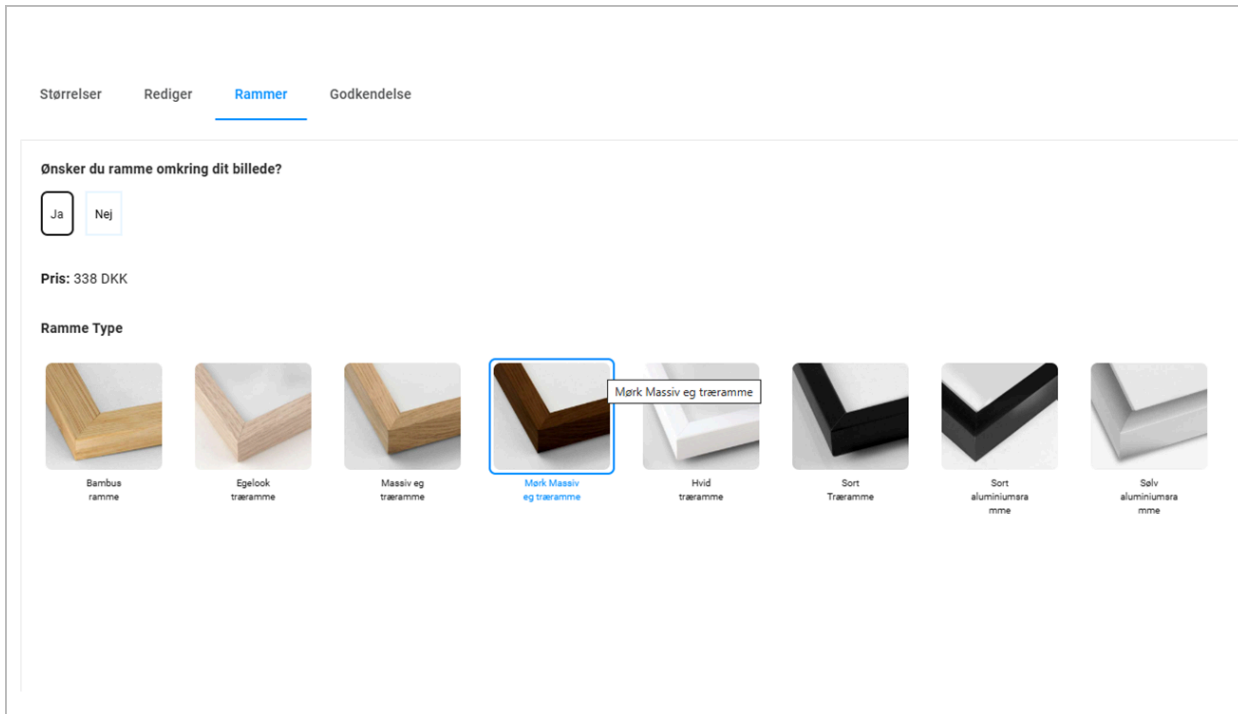 Størrelser Rediger Rammer Godkendelse
Ønsker du ramme omkring dit billede?
Ja Nej
Pris: 338 DKK
Ramme Type
Mørk Massiv eg træramme
Bambus
ramme
Egelook
træramme
Massiv eg
træramme
Mørk Massiv
eg træramme
Hvid
træramme
Sort
Træramme
Sort
aluminiumsra
mme
Sølv
aluminiumsra
mme